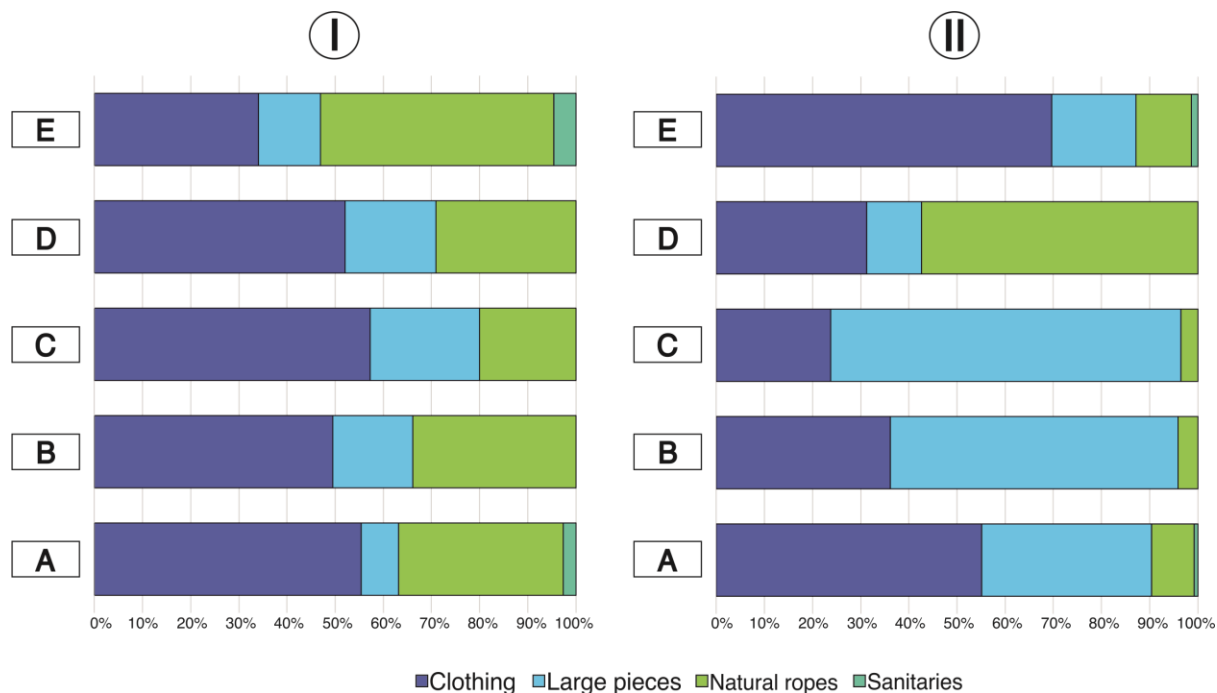 I
II
E
D
C
B
A
0% 10% 20% 30% 40% 50% 60% 70% 80% 90% 100%
E
D
C
B
A
0% 10% 20% 30% 40% 50% 60% 70% 80% 90% 100%
Clothing Large pieces Natural ropes Sanitaries